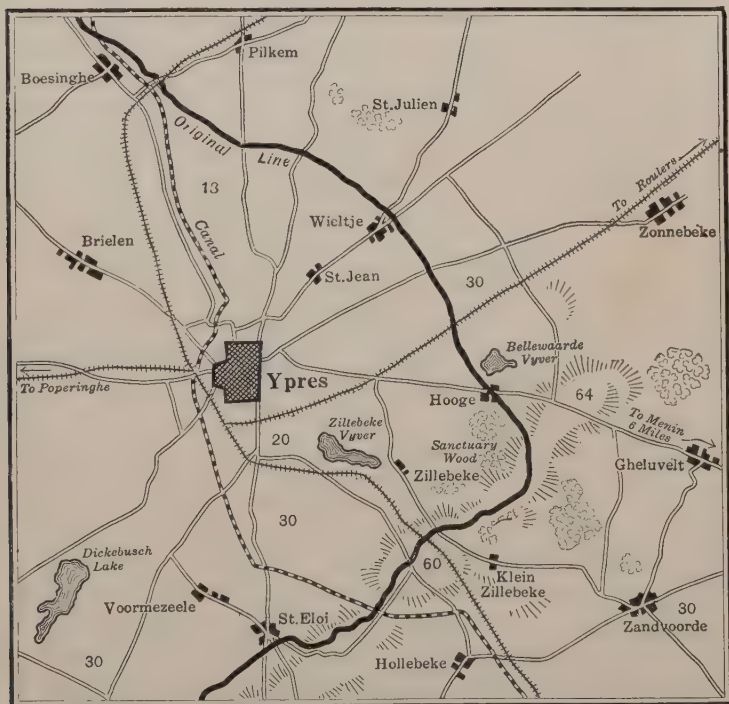 Pilkem
Boesinghe
St.Julien
Original
Line
13
Canal
To Routers
Wieltje
Zonnebeke
Brielen
St.Jean
30
Bellewaarde
Vyver
To Poperinghe
Ypres
Hooge
64
To Menin
6 Miles
20
Zillebeke
Vyver
Sanctuary
Wood
Zillebeke
Gheluvelt
30
Dickebusch
Lake
60
Klein
Zillebeke
Voormezeele
St.Eloi
30
Zandvoorde
30
Hollebeke